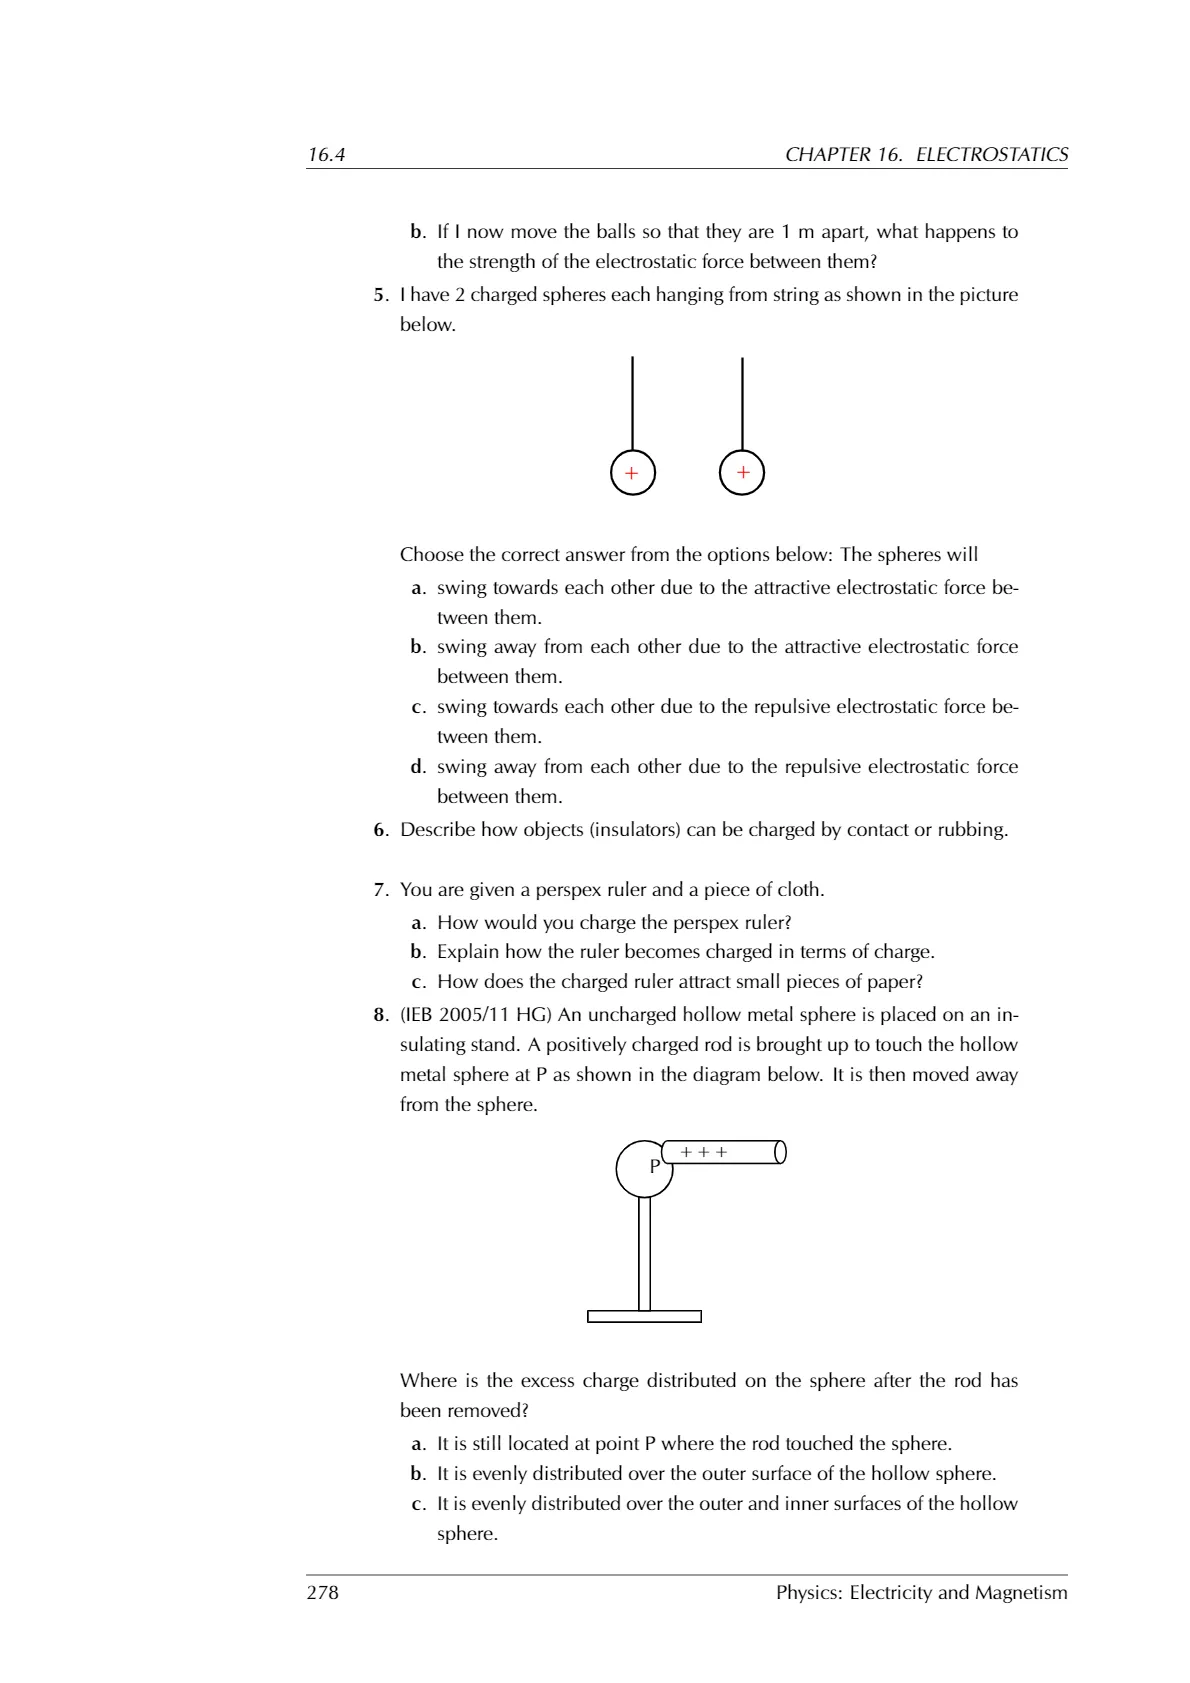 16.4 CHAPTER 16. ELECTROSTATICS
b. If I now move the balls so that they are 1 m apart, what happens to
the strength of the electrostatic force between them?
5. I have 2 charged spheres each hanging from string as shown in the picture
below.
+ +
Choose the correct answer from the options below: The spheres will
a. swing towards each other due to the attractive electrostatic force be-
tween them.
b. swing away from each other due to the attractive electrostatic force
between them.
c. swing towards each other due to the repulsive electrostatic force be-
tween them.
d. swing away from each other due to the repulsive electrostatic force
between them.
6. Describe how objects (insulators) can be charged by contact or rubbing.
7. You are given a perspex ruler and a piece of cloth.
a. How would you charge the perspex ruler?
b. Explain how the ruler becomes charged in terms of charge.
c. How does the charged ruler attract small pieces of paper?
8. (IEB 2005/11 HG) An uncharged hollow metal sphere is placed on an in-
sulating stand. A positively charged rod is brought up to touch the hollow
metal sphere at P as shown in the diagram below. It is then moved away
from the sphere.
+ + +
P
Where is the excess charge distributed on the sphere after the rod has
been removed?
a. It is still located at point P where the rod touched the sphere.
b. It is evenly distributed over the outer surface of the hollow sphere.
c. It is evenly distributed over the outer and inner surfaces of the hollow
sphere.
278 Physics: Electricity and Magnetism